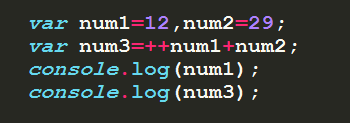 var num1=12,num2=29;
var num3=++num1+num2;
console.log(num1);
console.log(num3);